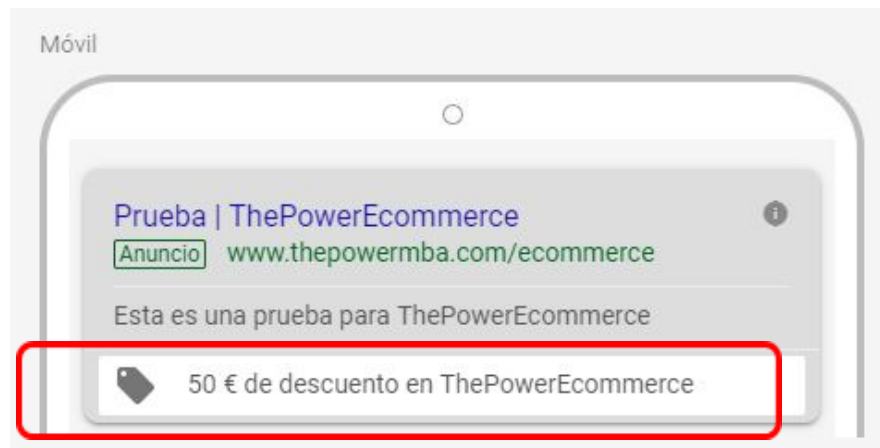 Móvil
Prueba | ThePowerEcommerce
Anuncio www.thepowermba.com/ecommerce
Esta es una prueba para ThePowerEcommerce
50 € de descuento en ThePowerEcommerce